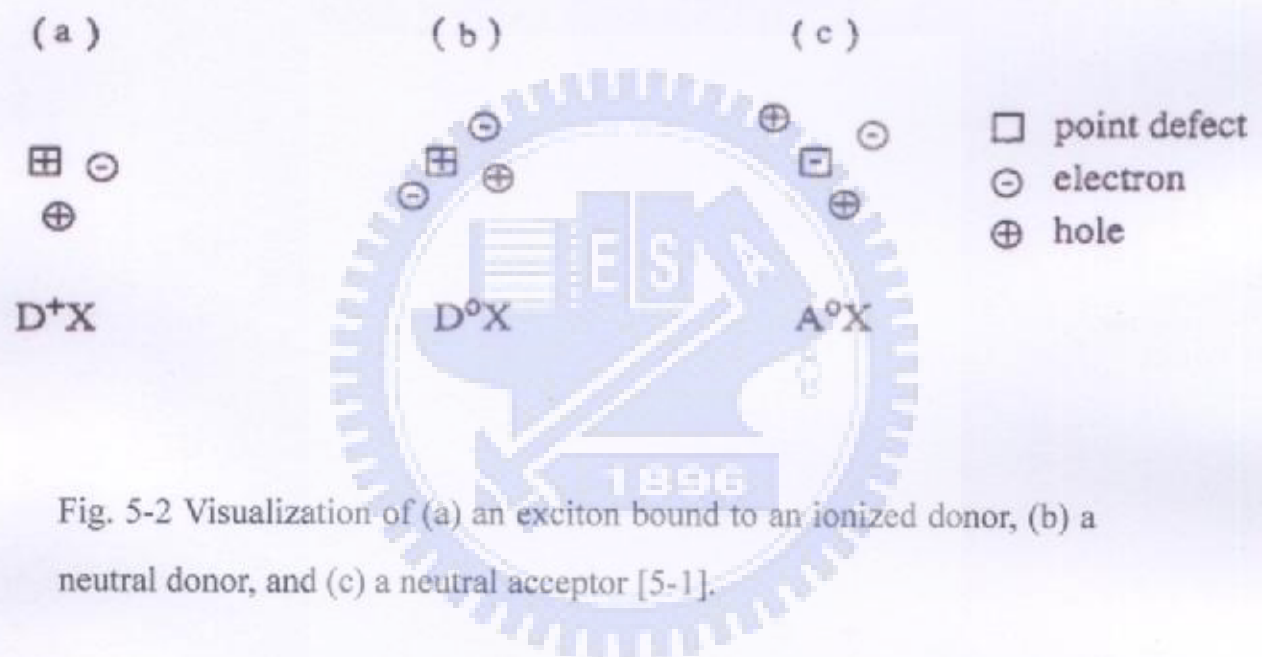 (a) (b) (c)
□ point defect
⊖ electron
⊕ hole
D⁺X D⁰X A⁰X
ESA
1896
Fig. 5-2 Visualization of (a) an exciton bound to an ionized donor, (b) a
neutral donor, and (c) a neutral acceptor [5-1].